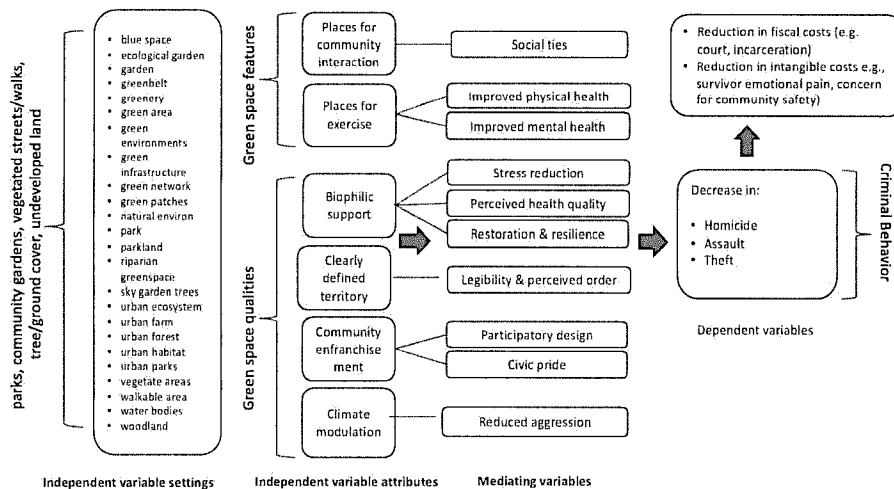 parks, community gardens, vegetated streets/walks,
tree/ground cover, undeveloped land
• blue space
ecological garden
• garden
• greenbelt
• greenery
• green area
• green
environments
• green
infrastructure
• green network
• green patches
• natural environ
• park
• parkland
• riparian
greenspace
• sky garden trees
• urban ecosystem
• urban farm
• urban forest
• urban habitat
• urban parks
• vegetate areas
• walkable area
• water bodies
• woodland
Independent variable settings
Green space features
Green space qualities
Places for
community
interaction
Places for
exercise
Biophilic
support
Clearly
defined
territory
Community
enfranchise
ment
Climate
modulation
Independent variable attributes
Social ties
Improved physical health
Improved mental health
Stress reduction
Perceived health quality
Restoration & resilience
Legibility & perceived order
Participatory design
Civic pride
Reduced aggression
Mediating variables
• Reduction in fiscal costs (e.g.
court, incarceration)
• Reduction in intangible costs e.g.,
survivor emotional pain, concern
for community safety)
Decrease in:
• Homicide
• Assault
• Theft
Dependent variables
Criminal Behavior